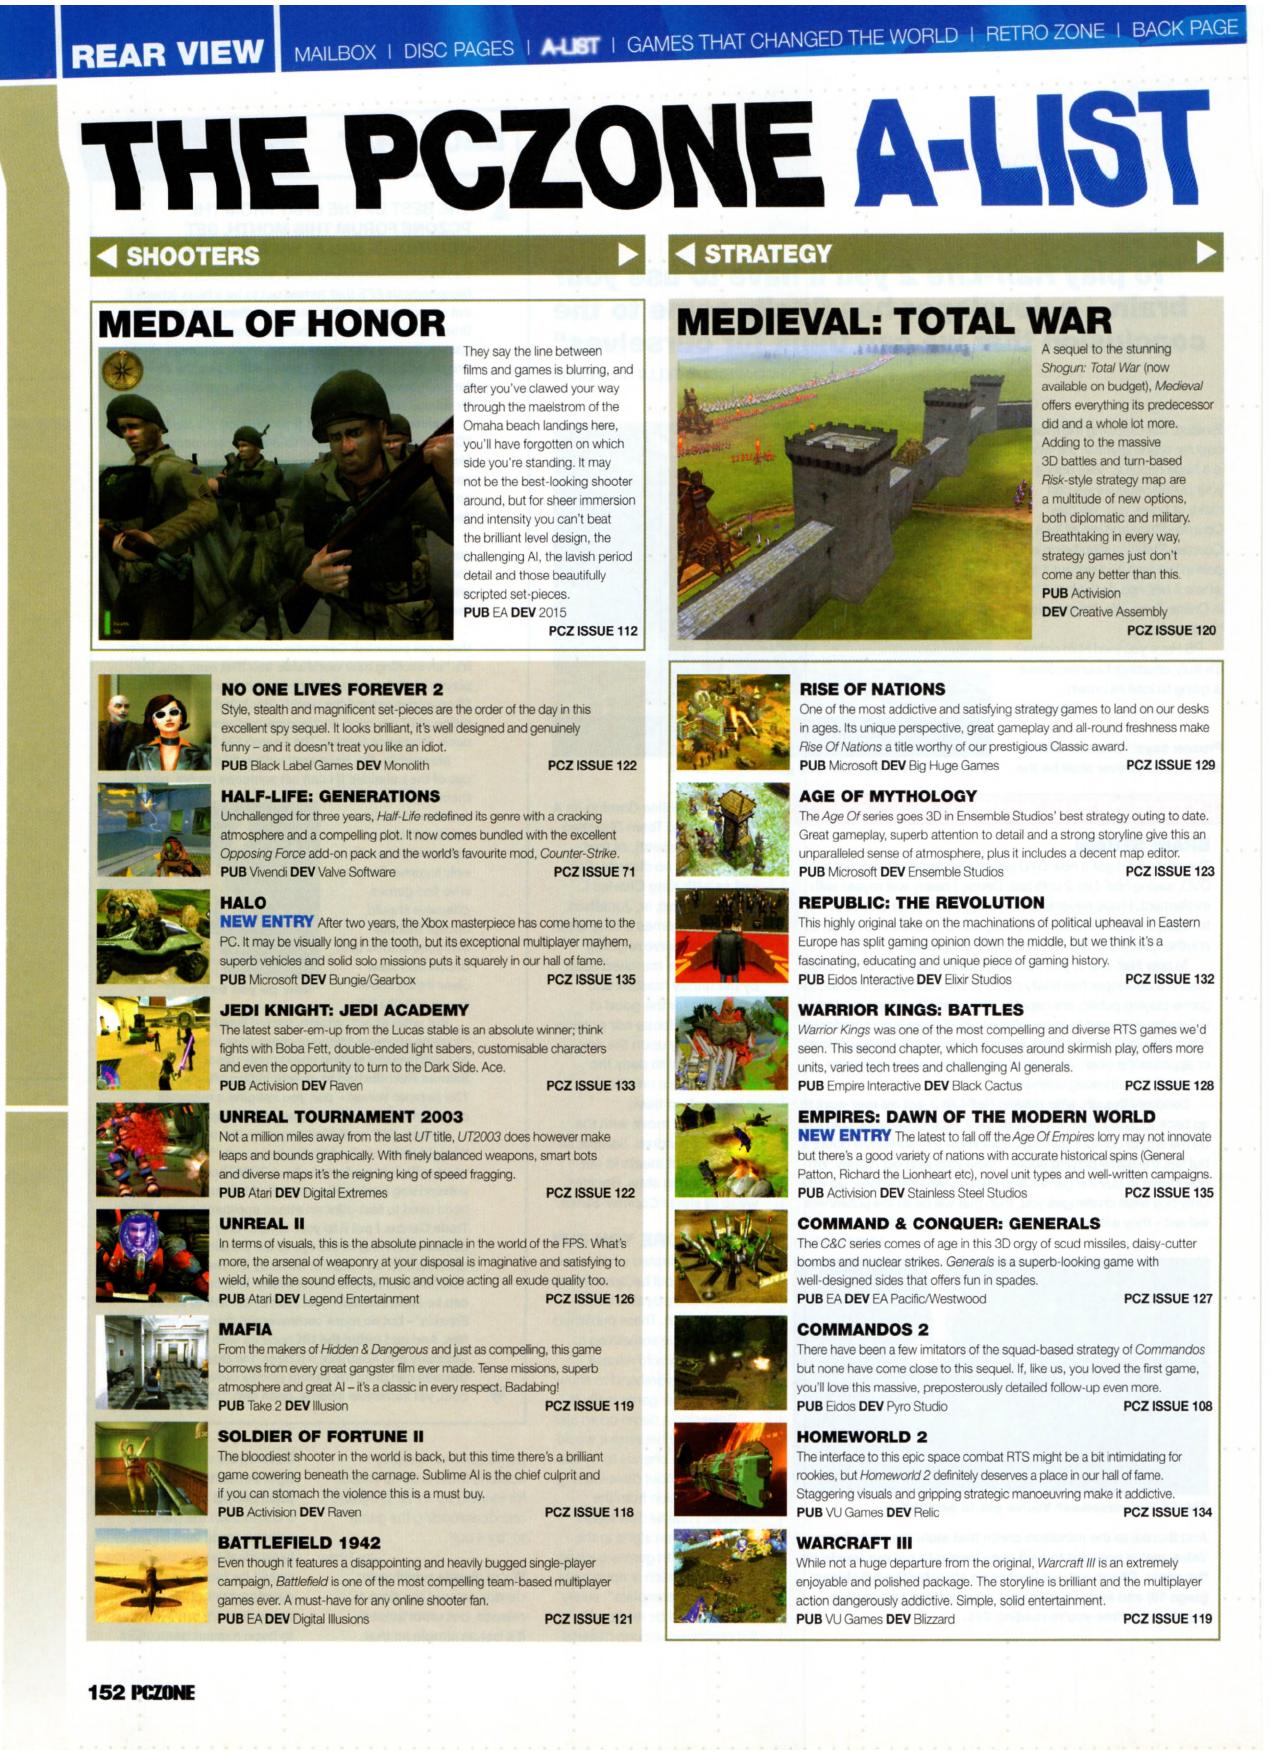 REAR VIEW
MAILBOX | DISC PAGES | A-LIST | GAMES THAT CHANGED THE WORLD | RETRO ZONE | BACK PAGE
THE PCZONE A-LIST
SHOOTERS
MEDAL OF HONOR
They say the line between
films and games is blurring, and
after you've clawed your way
through the maelstrom of the
Omaha beach landings here,
you'll have forgotten on which
side you're standing. It may
not be the best-looking shooter
around, but for sheer immersion
and intensity you can't beat
the brilliant level design, the
challenging AI, the lavish period
detail and those beautifully
scripted set-pieces.
PUB EA DEV 2015
PCZ ISSUE 112
NO ONE LIVES FOREVER 2
Style, stealth and magnificent set-pieces are the order of the day in this
excellent spy sequel. It looks brilliant, it's well designed and genuinely
funny – and it doesn't treat you like an idiot.
PUB Black Label Games DEV Monolith PCZ ISSUE 122
HALF-LIFE: GENERATIONS
Unchallenged for three years, Half-Life redefined its genre with a cracking
atmosphere and a compelling plot. It now comes bundled with the excellent
Opposing Force add-on pack and the world's favourite mod, Counter-Strike.
PUB Vivendi DEV Valve Software PCZ ISSUE 71
HALO
NEW ENTRY After two years, the Xbox masterpiece has come home to the
PC. It may be visually long in the tooth, but its exceptional multiplayer mayhem,
superb vehicles and solid solo missions puts it squarely in our hall of fame.
PUB Microsoft DEV Bungie/Gearbox PCZ ISSUE 135
JEDI KNIGHT: JEDI ACADEMY
The latest saber-em-up from the Lucas stable is an absolute winner; think
fights with Boba Fett, double-ended light sabers, customisable characters
and even the opportunity to turn to the Dark Side. Ace.
PUB Activision DEV Raven PCZ ISSUE 133
UNREAL TOURNAMENT 2003
Not a million miles away from the last UT title, UT2003 does however make
leaps and bounds graphically. With finely balanced weapons, smart bots
and diverse maps it's the reigning king of speed fragging.
PUB Atari DEV Digital Extremes PCZ ISSUE 122
UNREAL II
In terms of visuals, this is the absolute pinnacle in the world of the FPS. What's
more, the arsenal of weaponry at your disposal is imaginative and satisfying to
wield, while the sound effects, music and voice acting all exude quality too.
PUB Atari DEV Legend Entertainment PCZ ISSUE 126
MAFIA
From the makers of Hidden & Dangerous and just as compelling, this game
borrows from every great gangster film ever made. Tense missions, superb
atmosphere and great AI – it's a classic in every respect. Badabing!
PUB Take 2 DEV Illusion PCZ ISSUE 119
SOLDIER OF FORTUNE II
The bloodiest shooter in the world is back, but this time there's a brilliant
game cowering beneath the carnage. Sublime AI is the chief culprit and
if you can stomach the violence this is a must buy.
PUB Activision DEV Raven PCZ ISSUE 118
BATTLEFIELD 1942
Even though it features a disappointing and heavily bugged single-player
campaign, Battlefield is one of the most compelling team-based multiplayer
games ever. A must-have for any online shooter fan.
PUB EA DEV Digital Illusions PCZ ISSUE 121
STRATEGY
MEDIEVAL: TOTAL WAR
A sequel to the stunning
Shogun: Total War (now
available on budget), Medieval
offers everything its predecessor
did and a whole lot more.
Adding to the massive
3D battles and turn-based
Risk-style strategy map are
a multitude of new options,
both diplomatic and military.
Breathtaking in every way,
strategy games just don't
come any better than this.
PUB Activision
DEV Creative Assembly
PCZ ISSUE 120
RISE OF NATIONS
One of the most addictive and satisfying strategy games to land on our desks
in ages. Its unique perspective, great gameplay and all-round freshness make
Rise Of Nations a title worthy of our prestigious Classic award.
PUB Microsoft DEV Big Huge Games PCZ ISSUE 129
AGE OF MYTHOLOGY
The Age Of series goes 3D in Ensemble Studios' best strategy outing to date.
Great gameplay, superb attention to detail and a strong storyline give this an
unparalleled sense of atmosphere, plus it includes a decent map editor.
PUB Microsoft DEV Ensemble Studios PCZ ISSUE 123
REPUBLIC: THE REVOLUTION
This highly original take on the machinations of political upheaval in Eastern
Europe has split gaming opinion down the middle, but we think it's a
fascinating, educating and unique piece of gaming history.
PUB Eidos Interactive DEV Elixir Studios PCZ ISSUE 132
WARRIOR KINGS: BATTLES
Warrior Kings was one of the most compelling and diverse RTS games we'd
seen. This second chapter, which focuses around skirmish play, offers more
units, varied tech trees and challenging AI generals.
PUB Empire Interactive DEV Black Cactus PCZ ISSUE 128
EMPIRES: DAWN OF THE MODERN WORLD
NEW ENTRY The latest to fall off the Age Of Empires lorry may not innovate
but there's a good variety of nations with accurate historical spins (General
Patton, Richard the Lionheart etc), novel unit types and well-written campaigns.
PUB Activision DEV Stainless Steel Studios PCZ ISSUE 135
COMMAND & CONQUER: GENERALS
The C&C series comes of age in this 3D orgy of scud missiles, daisy-cutter
bombs and nuclear strikes. Generals is a superb-looking game with
well-designed sides that offers fun in spades.
PUB EA DEV EA Pacific/Westwood PCZ ISSUE 127
COMMANDOS 2
There have been a few imitators of the squad-based strategy of Commandos
but none have come close to this sequel. If, like us, you loved the first game,
you'll love this massive, preposterously detailed follow-up even more.
PUB Eidos DEV Pyro Studio PCZ ISSUE 108
HOMEWORLD 2
The interface to this epic space combat RTS might be a bit intimidating for
rookies, but Homeworld 2 definitely deserves a place in our hall of fame.
Staggering visuals and gripping strategic manoeuvring make it addictive.
PUB VU Games DEV Relic PCZ ISSUE 134
WARCRAFT III
While not a huge departure from the original, Warcraft III is an extremely
enjoyable and polished package. The storyline is brilliant and the multiplayer
action dangerously addictive. Simple, solid entertainment.
PUB VU Games DEV Blizzard PCZ ISSUE 119
152 PCZONE